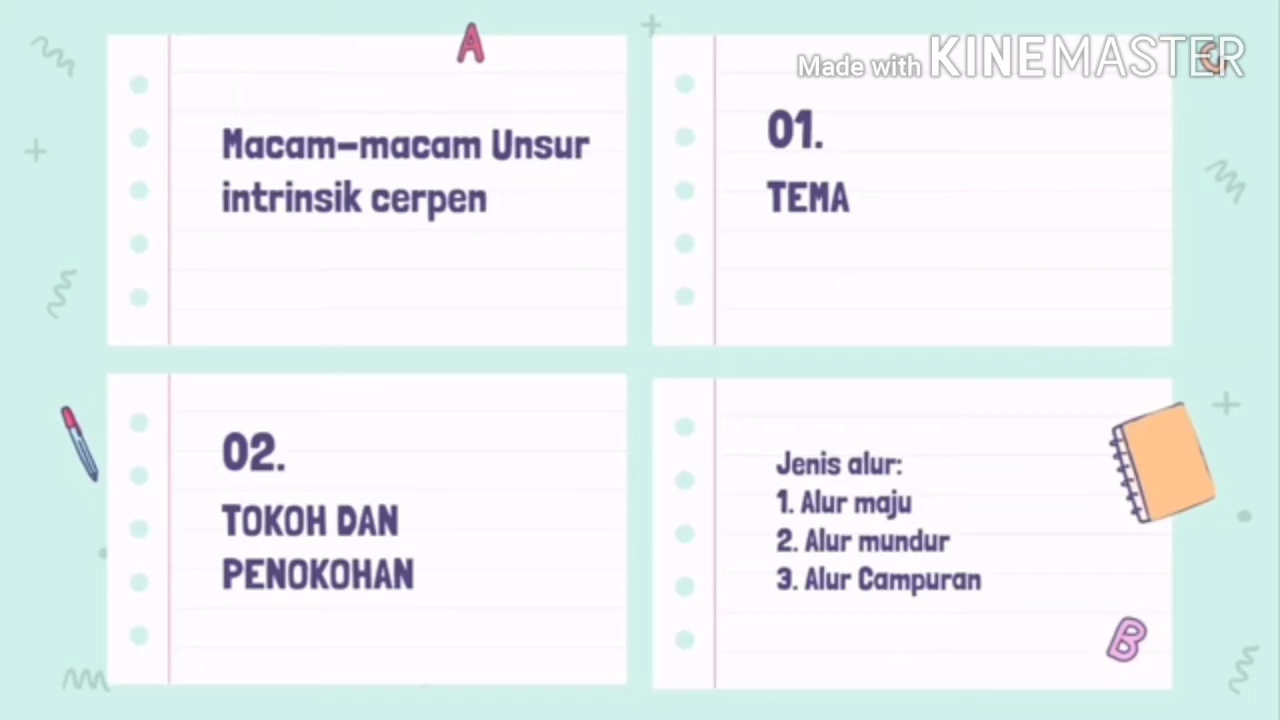 A
Macam-macam Unsur
intrinsik cerpen
Made with KINEMASTER
C
01.
TEMA
02.
TOKOH DAN
PENOKOHAN
Jenis alur:
1. Alur maju
2. Alur mundur
3. Alur Campuran
B